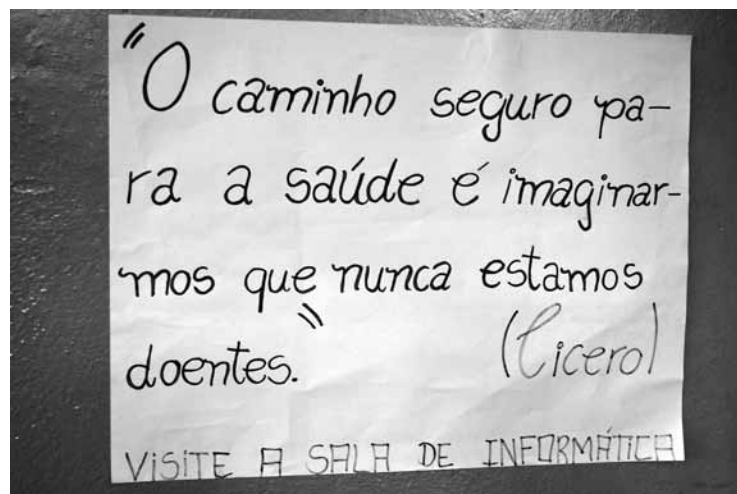 "O caminho seguro pa-
ra a saúde é imaginar-
mos que nunca estamos
doentes." (Cicero)
VISITE A SALA DE INFORMÁTICA